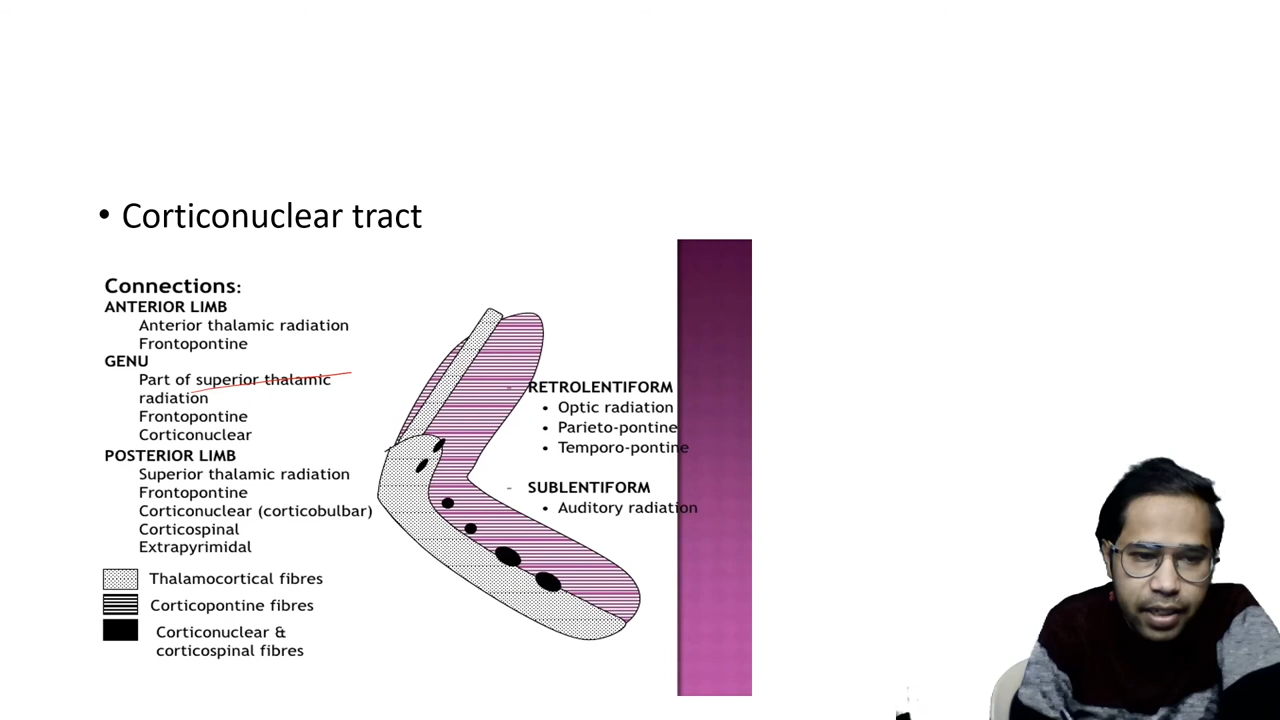 • Corticonuclear tract
Connections:
ANTERIOR LIMB
Anterior thalamic radiation
Frontopontine
GENU
Part of superior thalamic
radiation
Frontopontine
Corticonuclear
POSTERIOR LIMB
Superior thalamic radiation
Frontopontine
Corticonuclear (corticobulbar)
Corticospinal
Extrapyrimidal
Thalamocortical fibres
Corticopontine fibres
Corticonuclear &
corticospinal fibres
– RETROLENTIFORM
• Optic radiation
• Parieto-pontine
• Temporo-pontine
– SUBLENTIFORM
• Auditory radiation